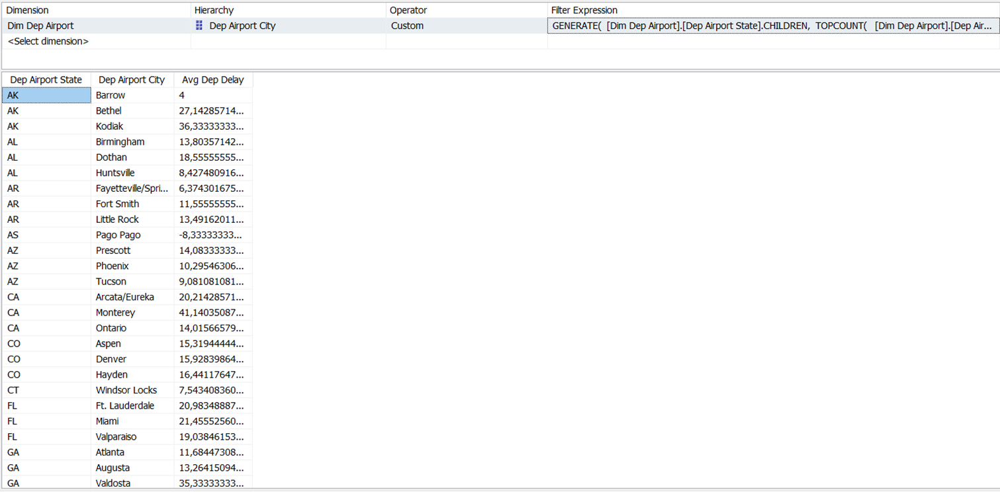 Dimension Hierarchy Operator Filter Expression
Dim Dep Airport Dep Airport City Custom GENERATE( [Dim Dep Airport].[Dep Airport State].CHILDREN, TOPCOUNT( [Dim Dep Airport].[Dep Air...
<Select dimension>
Dep Airport State Dep Airport City Avg Dep Delay
AK Barrow 4
AK Bethel 27,14285714...
AK Kodiak 36,33333333...
AL Birmingham 13,80357142...
AL Dothan 18,55555555...
AL Huntsville 8,427480916...
AR Fayetteville/Spri... 6,374301675...
AR Fort Smith 11,55555555...
AR Little Rock 13,49162011...
AS Pago Pago -8,33333333...
AZ Prescott 14,08333333...
AZ Phoenix 10,29546306...
AZ Tucson 9,081081081...
CA Arcata/Eureka 20,21428571...
CA Monterey 41,14035087...
CA Ontario 14,01566579...
CO Aspen 15,31944444...
CO Denver 15,92839864...
CO Hayden 16,44117647...
CT Windsor Locks 7,543408360...
FL Ft. Lauderdale 20,98348887...
FL Miami 21,45552560...
FL Valparaiso 19,03846153...
GA Atlanta 11,68447308...
GA Augusta 13,26415094...
GA Valdosta 35,33333333...